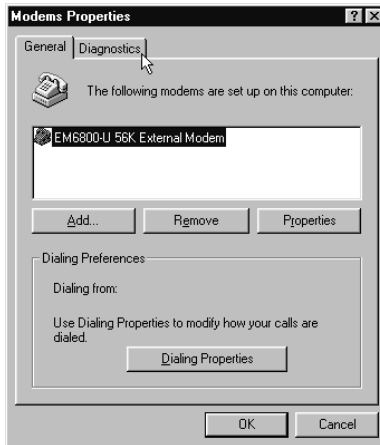 Modems Properties
General Diagnostics
The following modems are set up on this computer:
EM6800-U 56K External Modem
Add... Remove Properties
Dialing Preferences
Dialing from:
Use Dialing Properties to modify how your calls are
dialed.
Dialing Properties
OK Cancel